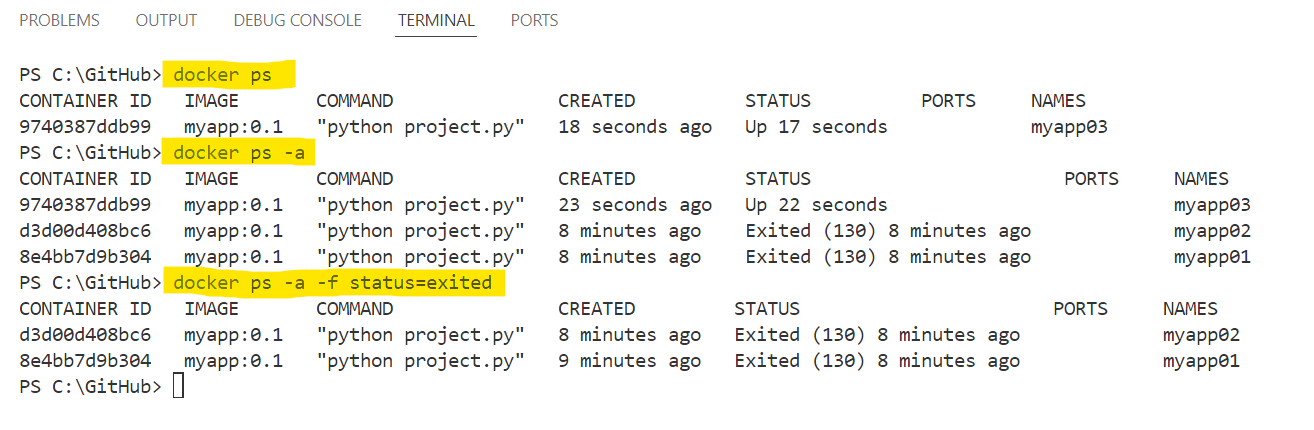 PROBLEMS OUTPUT DEBUG CONSOLE TERMINAL PORTS
PS C:\GitHub> docker ps
CONTAINER ID IMAGE COMMAND CREATED STATUS PORTS NAMES
9740387ddb99 myapp:0.1 "python project.py" 18 seconds ago Up 17 seconds myapp03
PS C:\GitHub> docker ps -a
CONTAINER ID IMAGE COMMAND CREATED STATUS PORTS NAMES
9740387ddb99 myapp:0.1 "python project.py" 23 seconds ago Up 22 seconds myapp03
d3d00d408bc6 myapp:0.1 "python project.py" 8 minutes ago Exited (130) 8 minutes ago myapp02
8e4bb7d9b304 myapp:0.1 "python project.py" 8 minutes ago Exited (130) 8 minutes ago myapp01
PS C:\GitHub> docker ps -a -f status=exited
CONTAINER ID IMAGE COMMAND CREATED STATUS PORTS NAMES
d3d00d408bc6 myapp:0.1 "python project.py" 8 minutes ago Exited (130) 8 minutes ago myapp02
8e4bb7d9b304 myapp:0.1 "python project.py" 9 minutes ago Exited (130) 8 minutes ago myapp01
PS C:\GitHub>